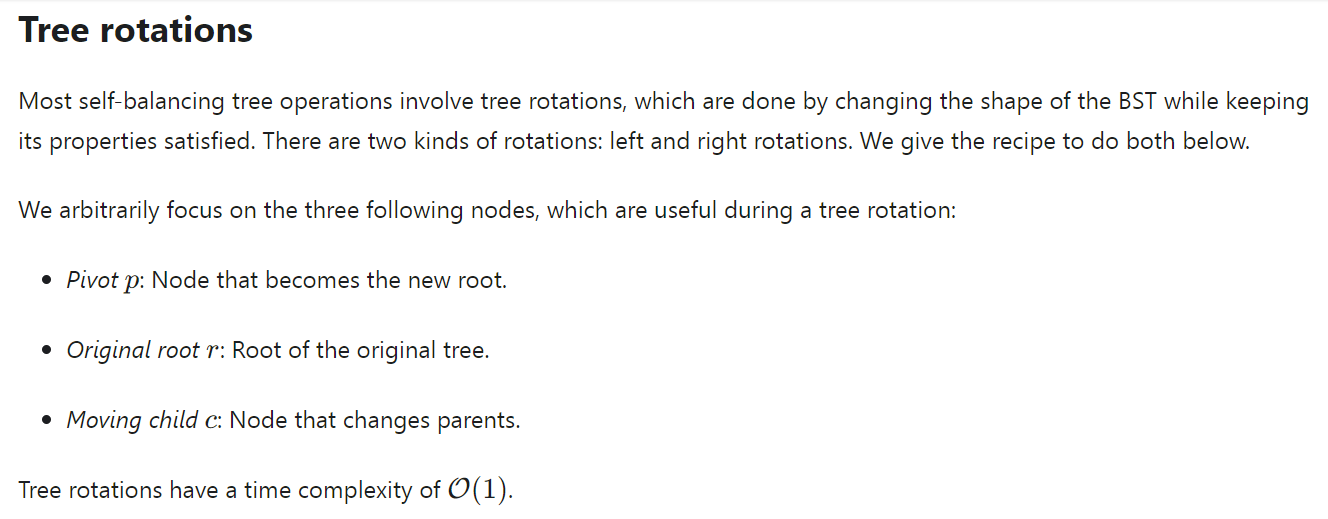 Tree rotations
Most self-balancing tree operations involve tree rotations, which are done by changing the shape of the BST while keeping
its properties satisfied. There are two kinds of rotations: left and right rotations. We give the recipe to do both below.
We arbitrarily focus on the three following nodes, which are useful during a tree rotation:
• Pivot p: Node that becomes the new root.
• Original root r: Root of the original tree.
• Moving child c: Node that changes parents.
Tree rotations have a time complexity of O(1).